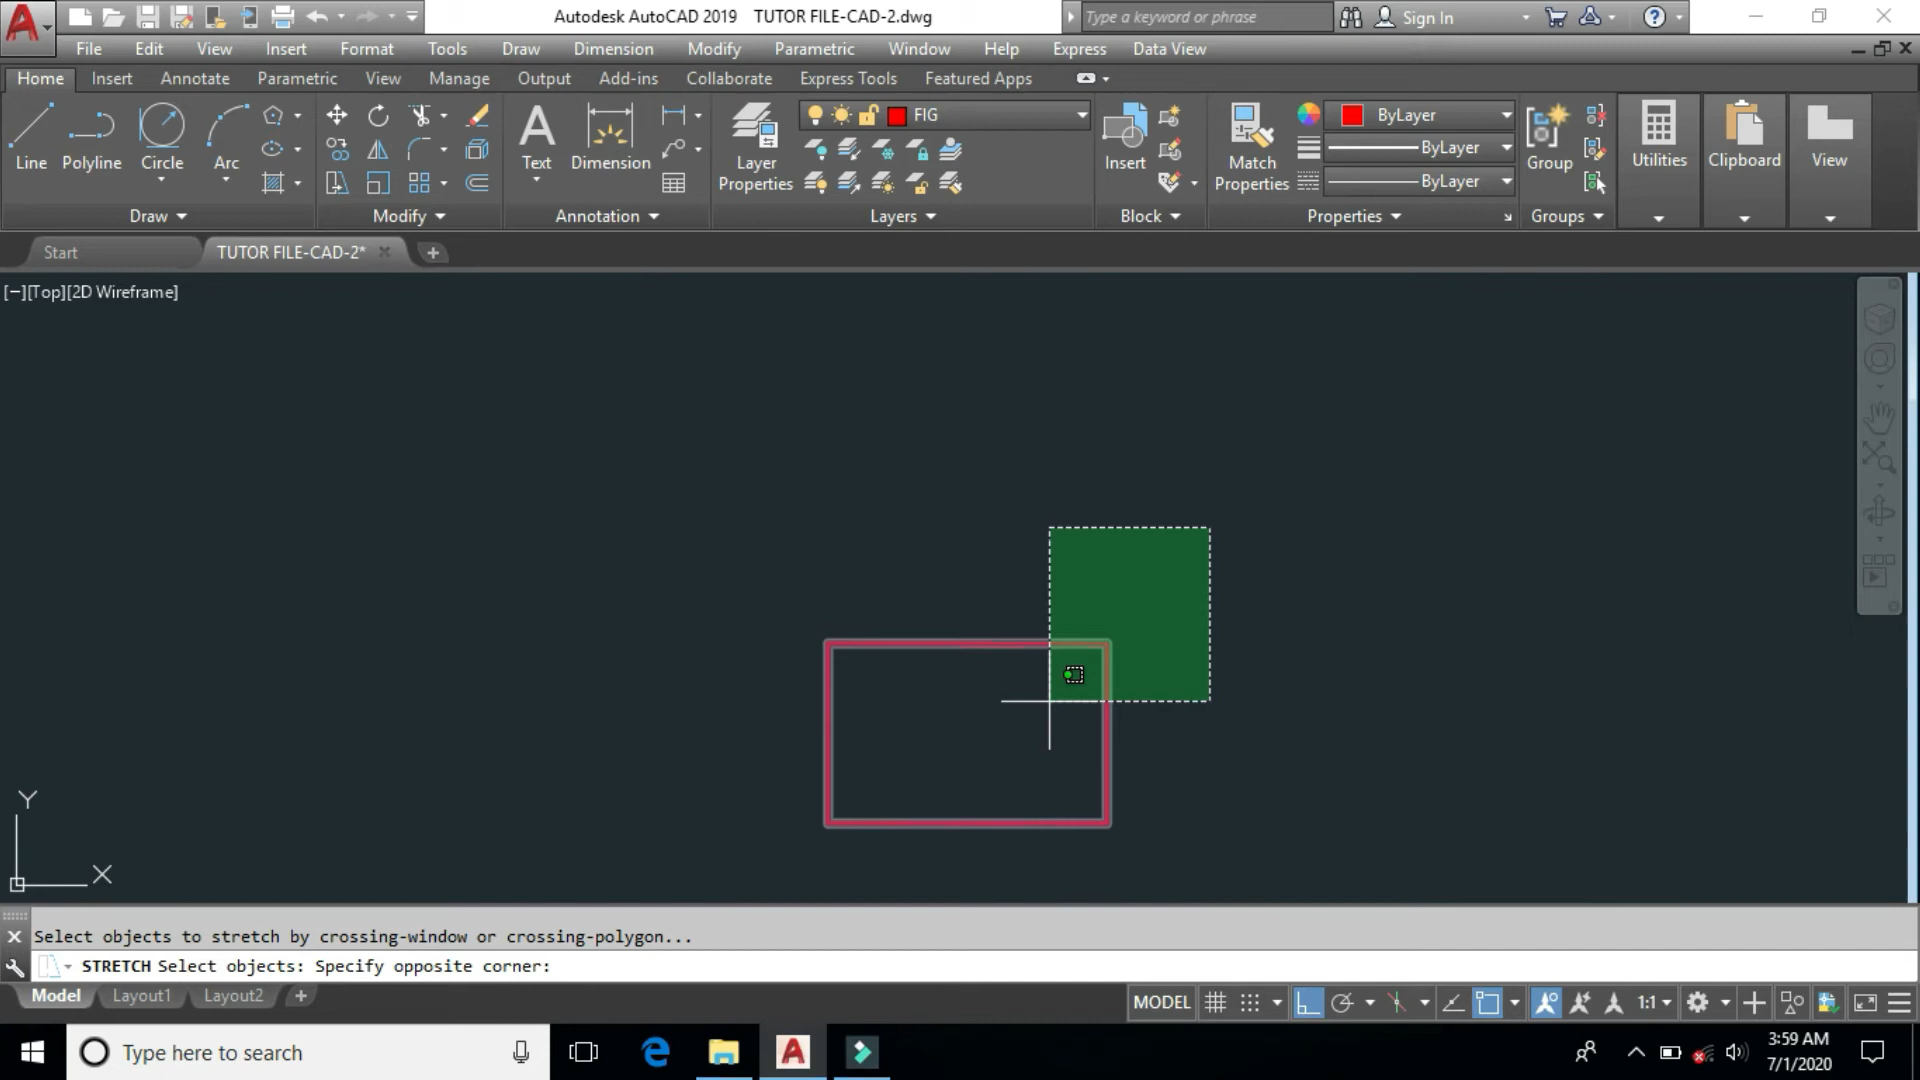 Autodesk AutoCAD 2019 TUTOR FILE-CAD-2.dwg
Type a keyword or phrase
Sign In
File Edit View Insert Format Tools Draw Dimension Modify Parametric Window Help Express Data View
Home Insert Annotate Parametric View Manage Output Add-ins Collaborate Express Tools Featured Apps
FIG
ByLayer
ByLayer
ByLayer
Line Polyline Circle Arc
Text Dimension
Layer Properties
Insert
Match Properties
Group
Utilities Clipboard View
Draw Modify Annotation Layers Block Properties Groups
Start TUTOR FILE-CAD-2*
[−][Top][2D Wireframe]
Y
X
Select objects to stretch by crossing-window or crossing-polygon...
STRETCH Select objects: Specify opposite corner:
Model Layout1 Layout2
MODEL
1:1
Type here to search
3:59 AM
7/1/2020